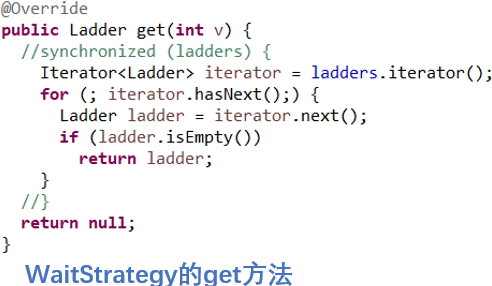 @Override
public Ladder get(int v) {
  //synchronized (ladders) {
    Iterator<Ladder> iterator = ladders.iterator();
    for (; iterator.hasNext();) {
      Ladder ladder = iterator.next();
      if (ladder.isEmpty())
        return ladder;
    }
  //}
  return null;
}
WaitStrategy的get方法